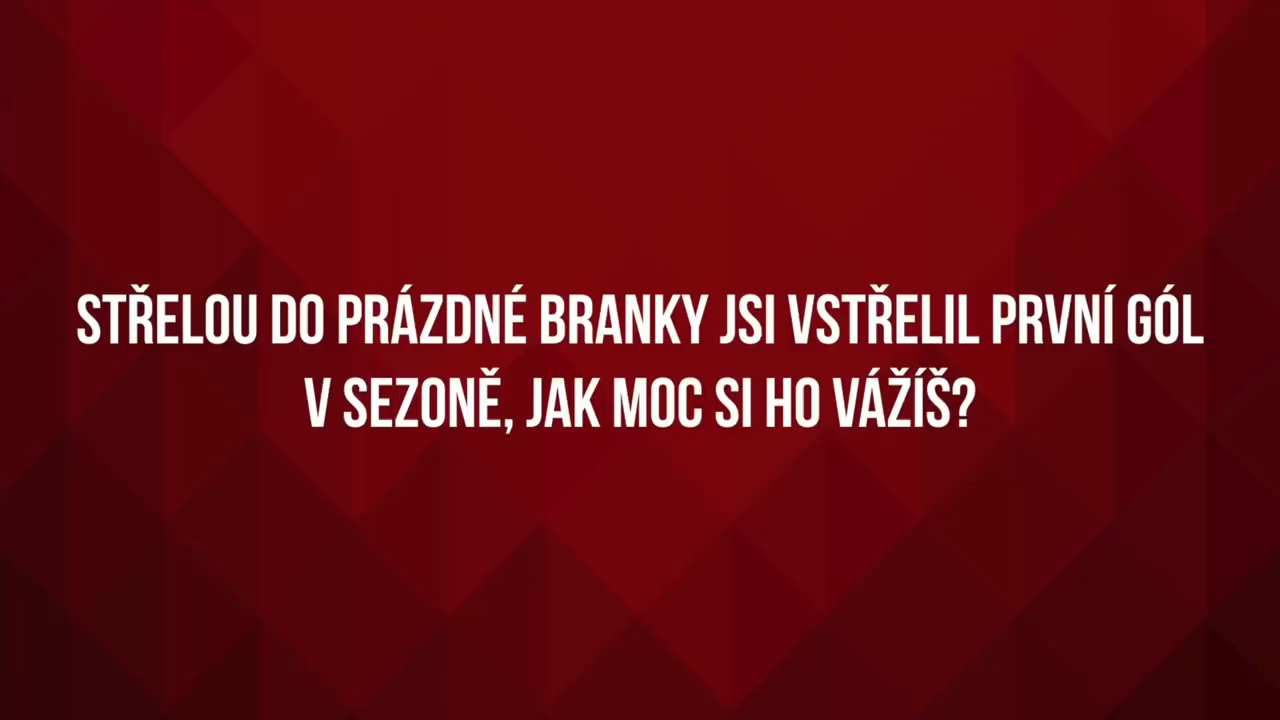 STŘELOU DO PRÁZDNÉ BRANKY JSI VSTŘELIL PRVNÍ GÓL
V SEZONĚ, JAK MOC SI HO VÁŽÍŠ?